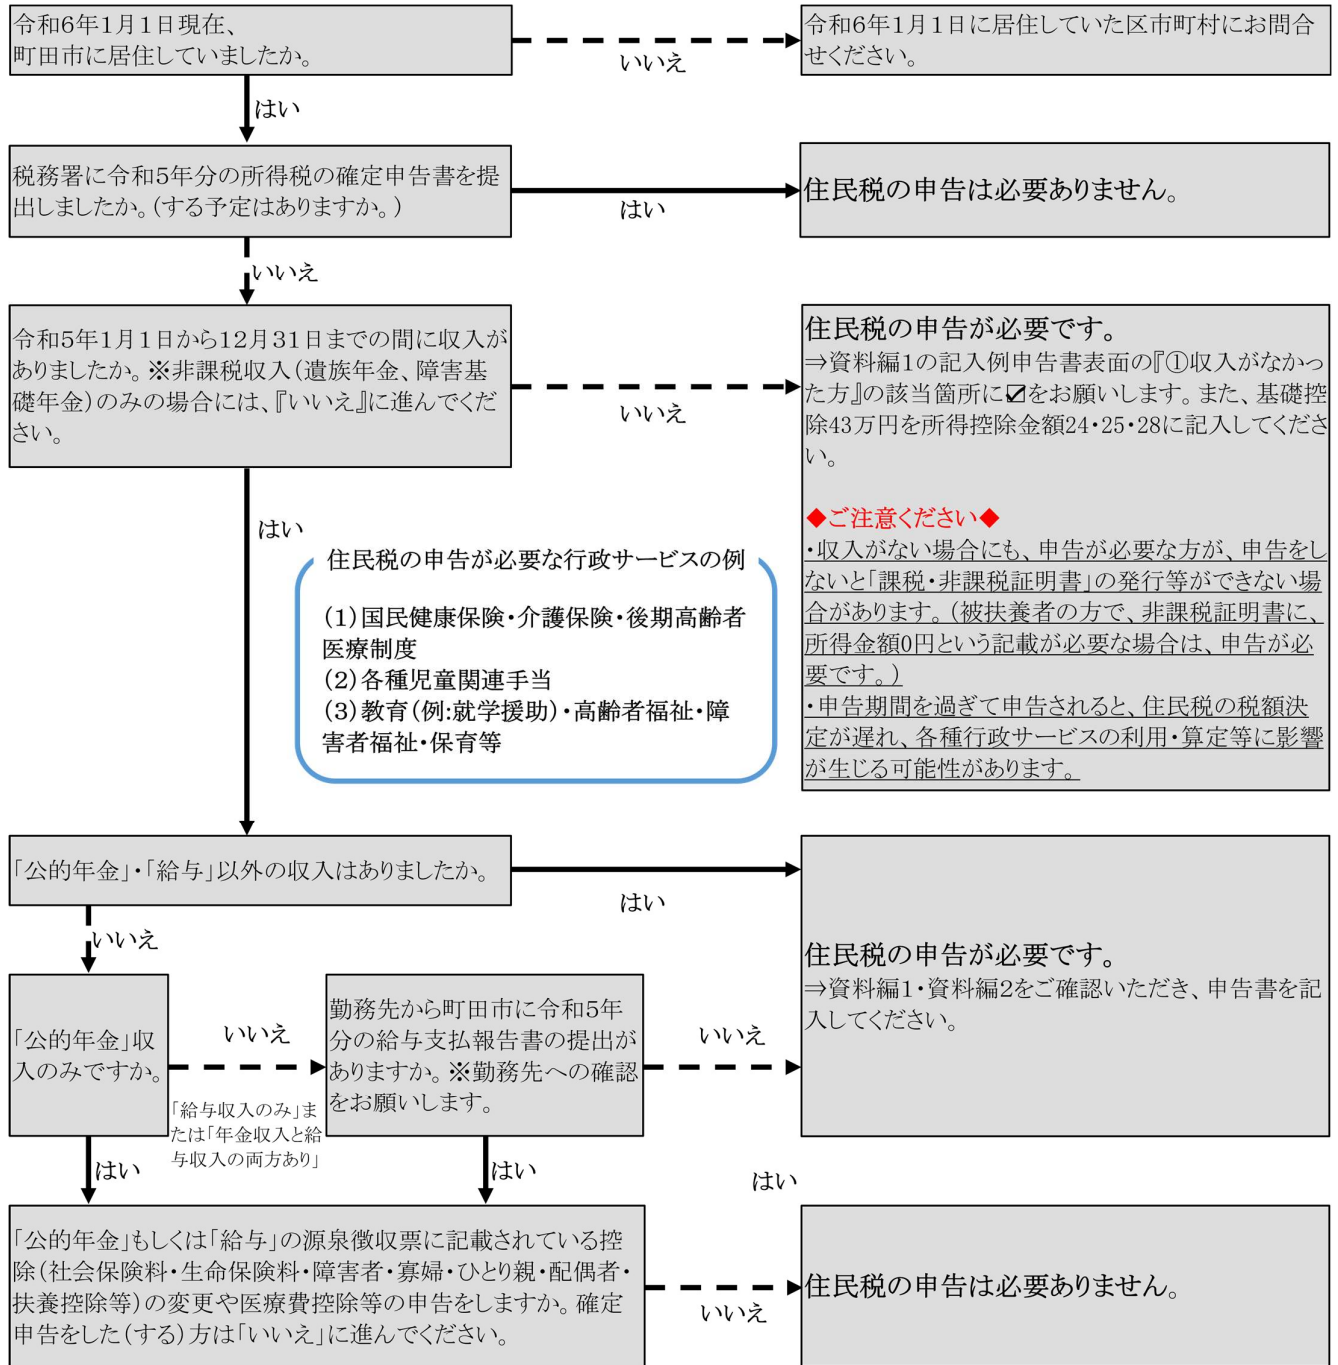 令和6年1月1日現在、
町田市に居住していましたか。
いいえ
令和6年1月1日に居住していた区市町村にお問合
せください。
はい
税務署に令和5年分の所得税の確定申告書を提
出しましたか。(する予定はありますか。)
はい
住民税の申告は必要ありません。
いいえ
令和5年1月1日から12月31日までの間に収入が
ありましたか。※非課税収入(遺族年金、障害基
礎年金)のみの場合には、『いいえ』に進んでくだ
さい。
いいえ
住民税の申告が必要です。
⇒資料編1の記入例申告書表面の『①収入がなかっ
た方』の該当箇所に☑をお願いします。また、基礎控
除43万円を所得控除金額24・25・28に記入してくださ
い。
◆ご注意ください◆
・収入がない場合にも、申告が必要な方が、申告をし
ないと「課税・非課税証明書」の発行等ができない場
合があります。(被扶養者の方で、非課税証明書に、
所得金額0円という記載が必要な場合は、申告が必
要です。)
・申告期間を過ぎて申告されると、住民税の税額決
定が遅れ、各種行政サービスの利用・算定等に影響
が生じる可能性があります。
はい
住民税の申告が必要な行政サービスの例
(1)国民健康保険・介護保険・後期高齢者
医療制度
(2)各種児童関連手当
(3)教育(例:就学援助)・高齢者福祉・障
害者福祉・保育等
「公的年金」・「給与」以外の収入はありましたか。
はい
住民税の申告が必要です。
⇒資料編1・資料編2をご確認いただき、申告書を記
入してください。
いいえ
「公的年金」収
入のみですか。
いいえ
「給与収入のみ」ま
たは「年金収入と給
与収入の両方あり」
勤務先から町田市に令和5年
分の給与支払報告書の提出が
ありますか。※勤務先への確認
をお願いします。
いいえ
はい
はい
はい
「公的年金」もしくは「給与」の源泉徴収票に記載されている控
除(社会保険料・生命保険料・障害者・寡婦・ひとり親・配偶者・
扶養控除等)の変更や医療費控除等の申告をしますか。確定
申告をした(する)方は「いいえ」に進んでください。
いいえ
住民税の申告は必要ありません。